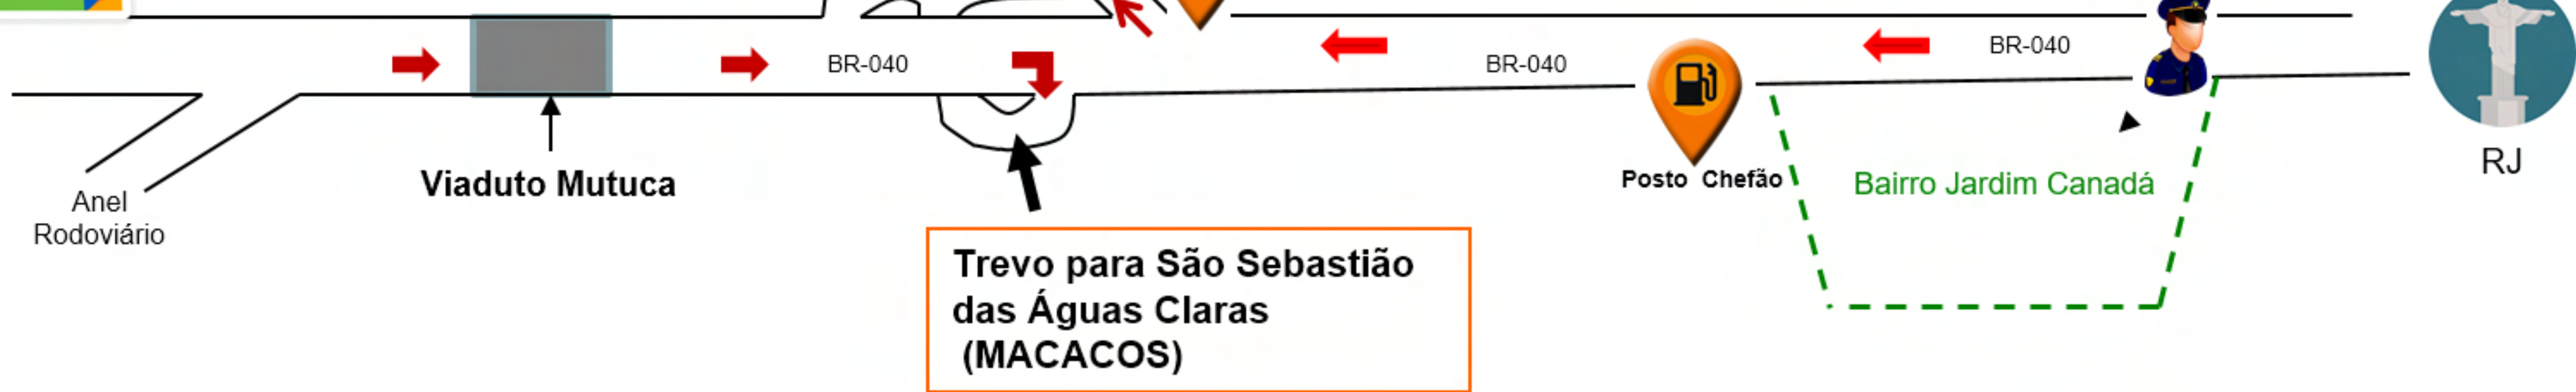 BR-040
BR-040
BR-040
Anel
Rodoviário
Viaduto Mutuca
Trevo para São Sebastião
das Águas Claras
(MACACOS)
Posto Chefão
Bairro Jardim Canadá
RJ